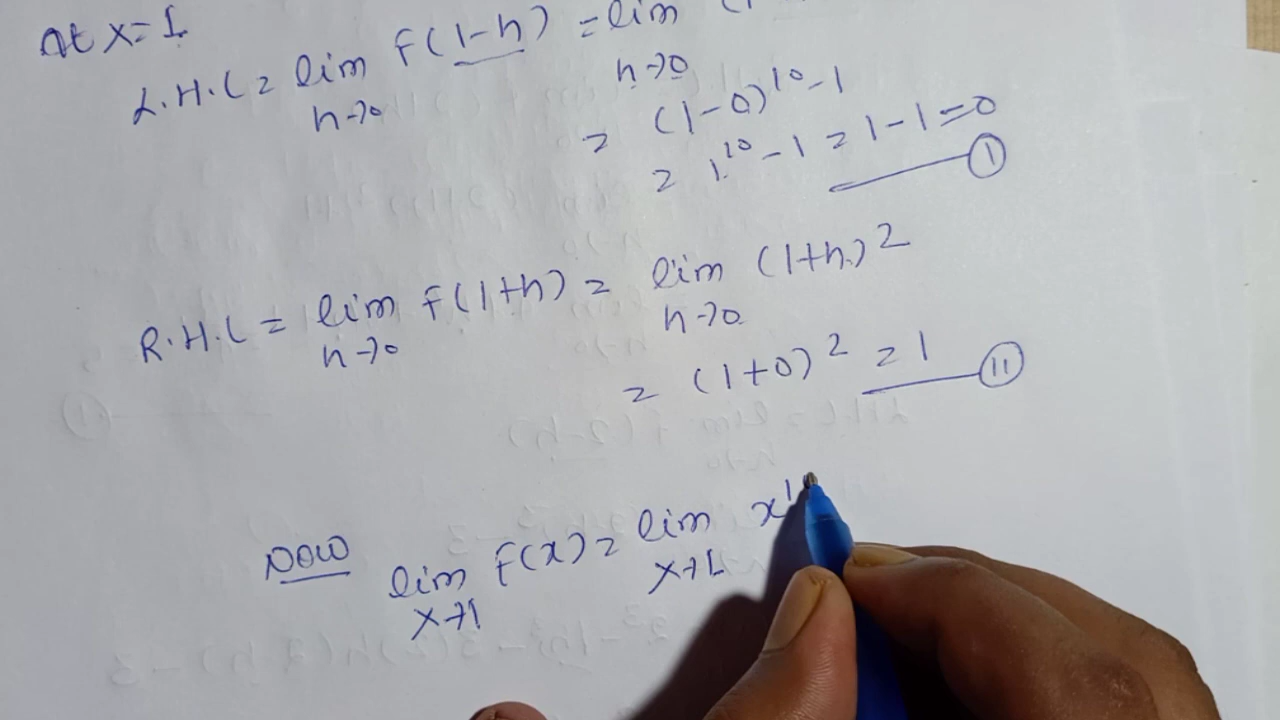 At x=1
L.H.L = lim f(1-h) = lim (1-
h→0 h→0
= (1-0)^10 - 1
= 1^10 - 1 = 1-1=0 (I)
R.H.L = lim f(1+h) = lim (1+h)^2
h→0 h→0
= (1+0)^2 = 1 (II)
Now lim f(x) = lim x^1
x→1 x→1